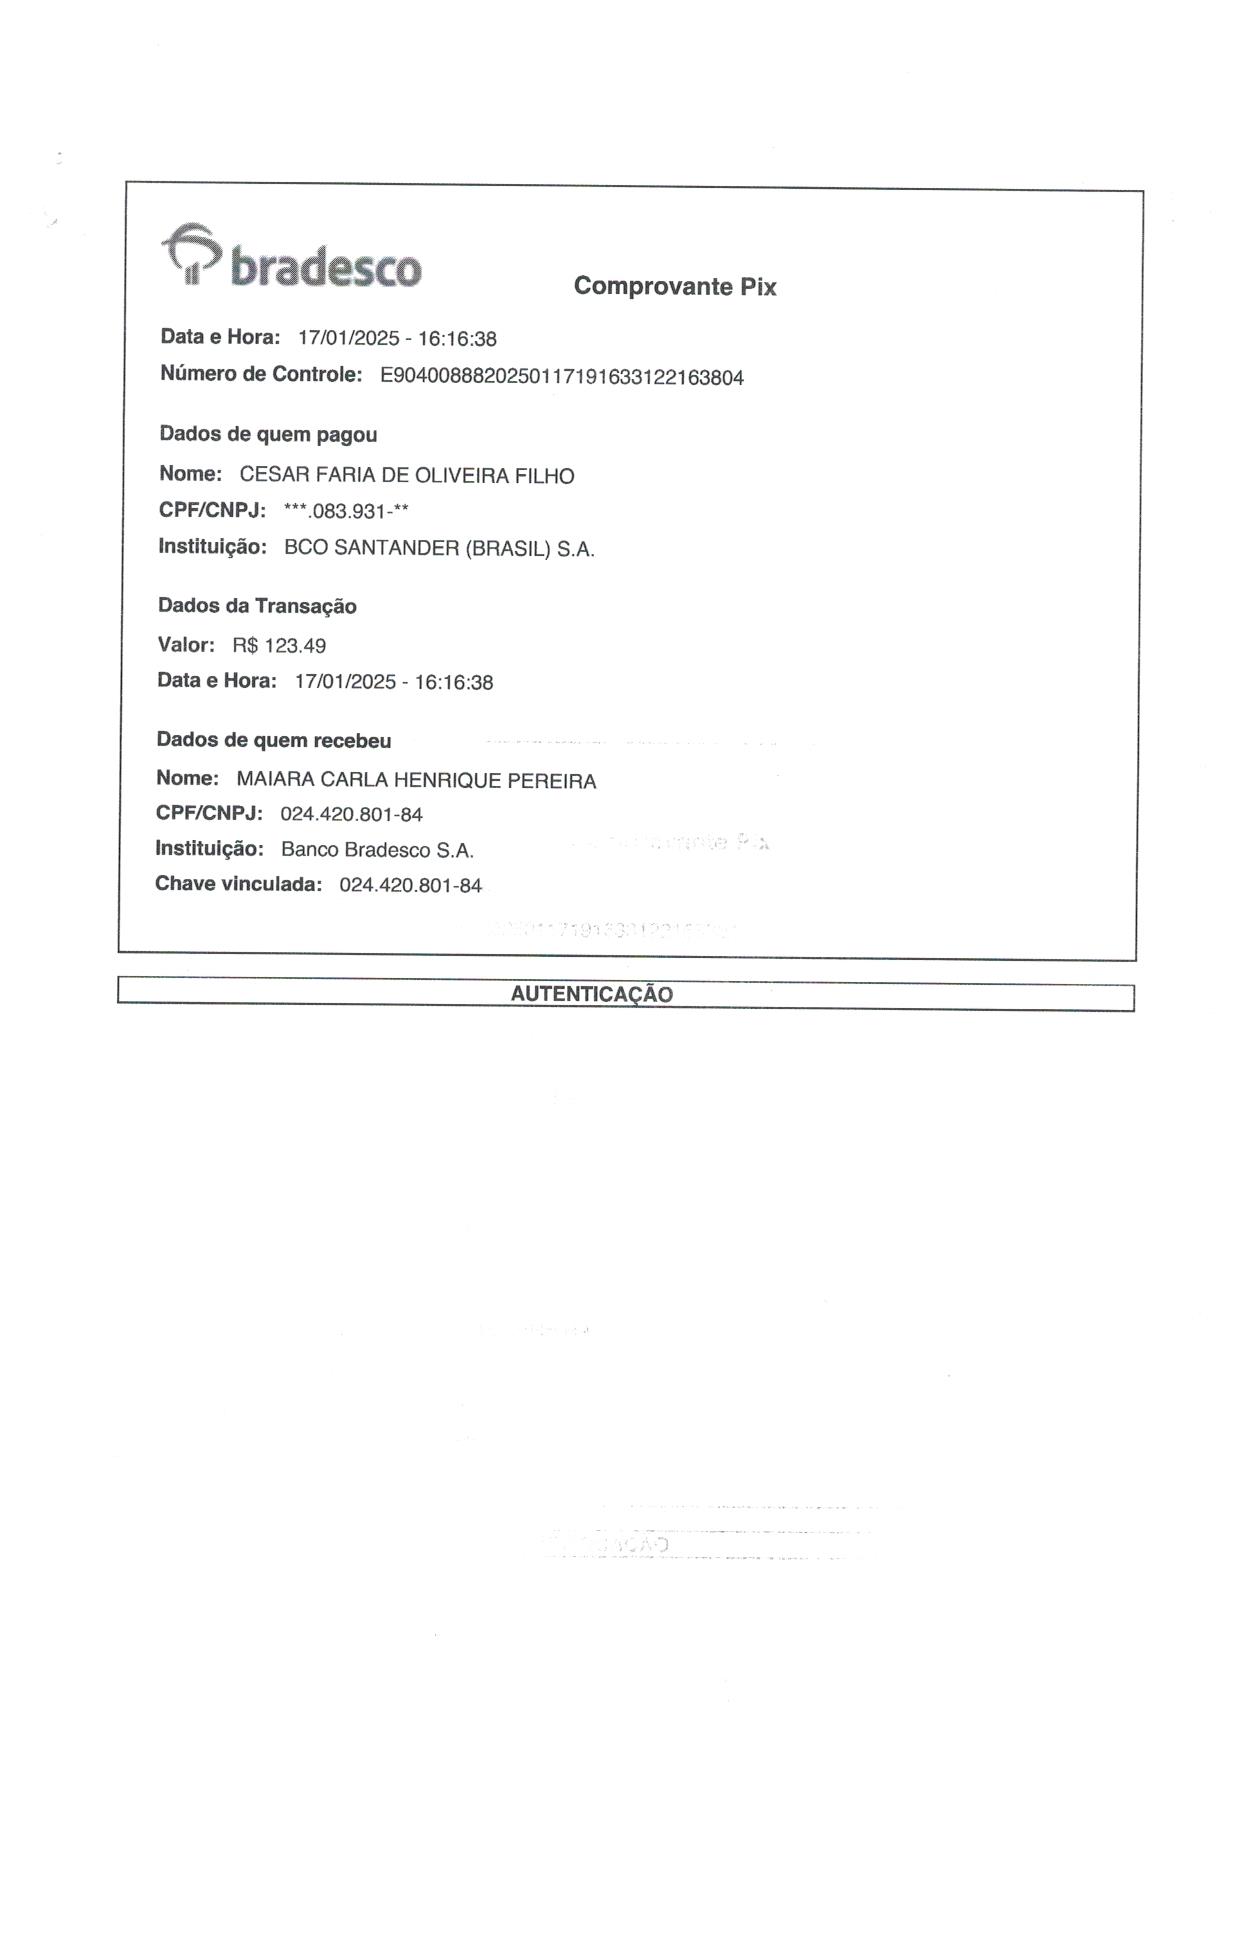 bradesco
Comprovante Pix
Data e Hora: 17/01/2025 - 16:16:38
Número de Controle: E9040088820250117191633122163804
Dados de quem pagou
Nome: CESAR FARIA DE OLIVEIRA FILHO
CPF/CNPJ: ***.083.931-**
Instituição: BCO SANTANDER (BRASIL) S.A.
Dados da Transação
Valor: R$ 123.49
Data e Hora: 17/01/2025 - 16:16:38
Dados de quem recebeu
Nome: MAIARA CARLA HENRIQUE PEREIRA
CPF/CNPJ: 024.420.801-84
Instituição: Banco Bradesco S.A.
Pix
Chave vinculada: 024.420.801-84
AUTENTICAÇÃO